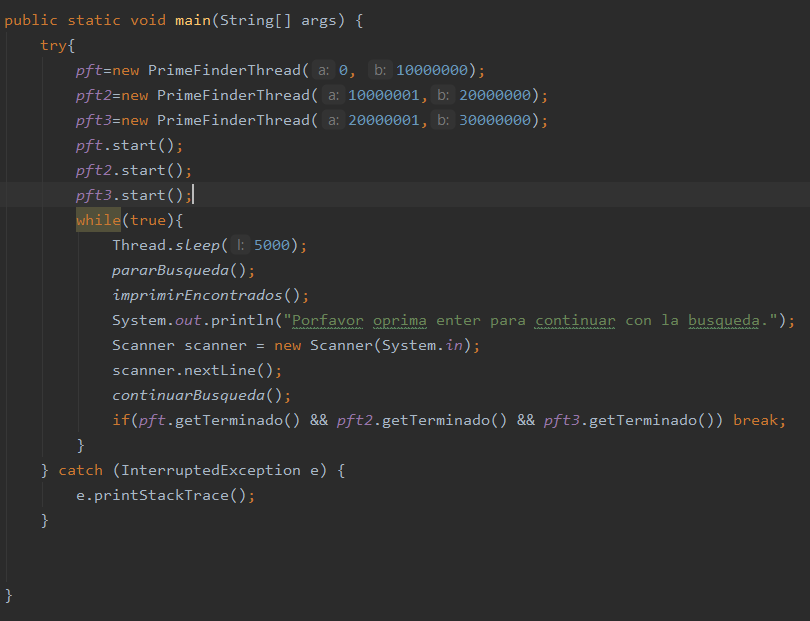 public static void main(String[] args) {
try{
pft=new PrimeFinderThread( a: 0, b: 10000000);
pft2=new PrimeFinderThread( a: 10000001, b: 20000000);
pft3=new PrimeFinderThread( a: 20000001, b: 30000000);
pft.start();
pft2.start();
pft3.start();
while(true){
Thread.sleep( l: 5000);
pararBusqueda();
imprimirEncontrados();
System.out.println("Porfavor oprima enter para continuar con la busqueda.");
Scanner scanner = new Scanner(System.in);
scanner.nextLine();
continuarBusqueda();
if(pft.getTerminado() && pft2.getTerminado() && pft3.getTerminado()) break;
}
} catch (InterruptedException e) {
e.printStackTrace();
}
}